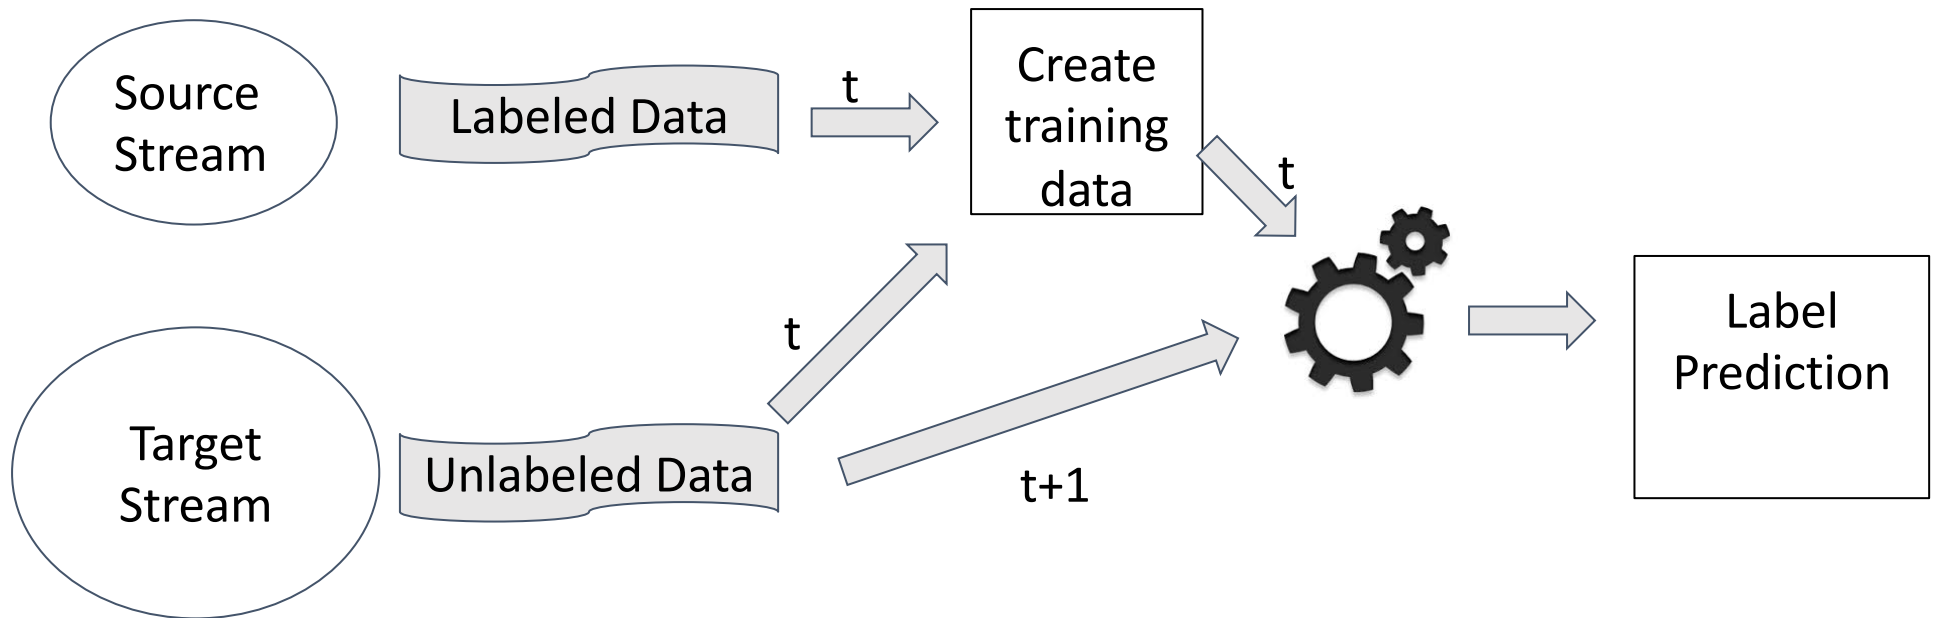 Source
Stream
Labeled Data
t
Create
training
data
t
t
Label
Prediction
Target
Stream
Unlabeled Data
t+1